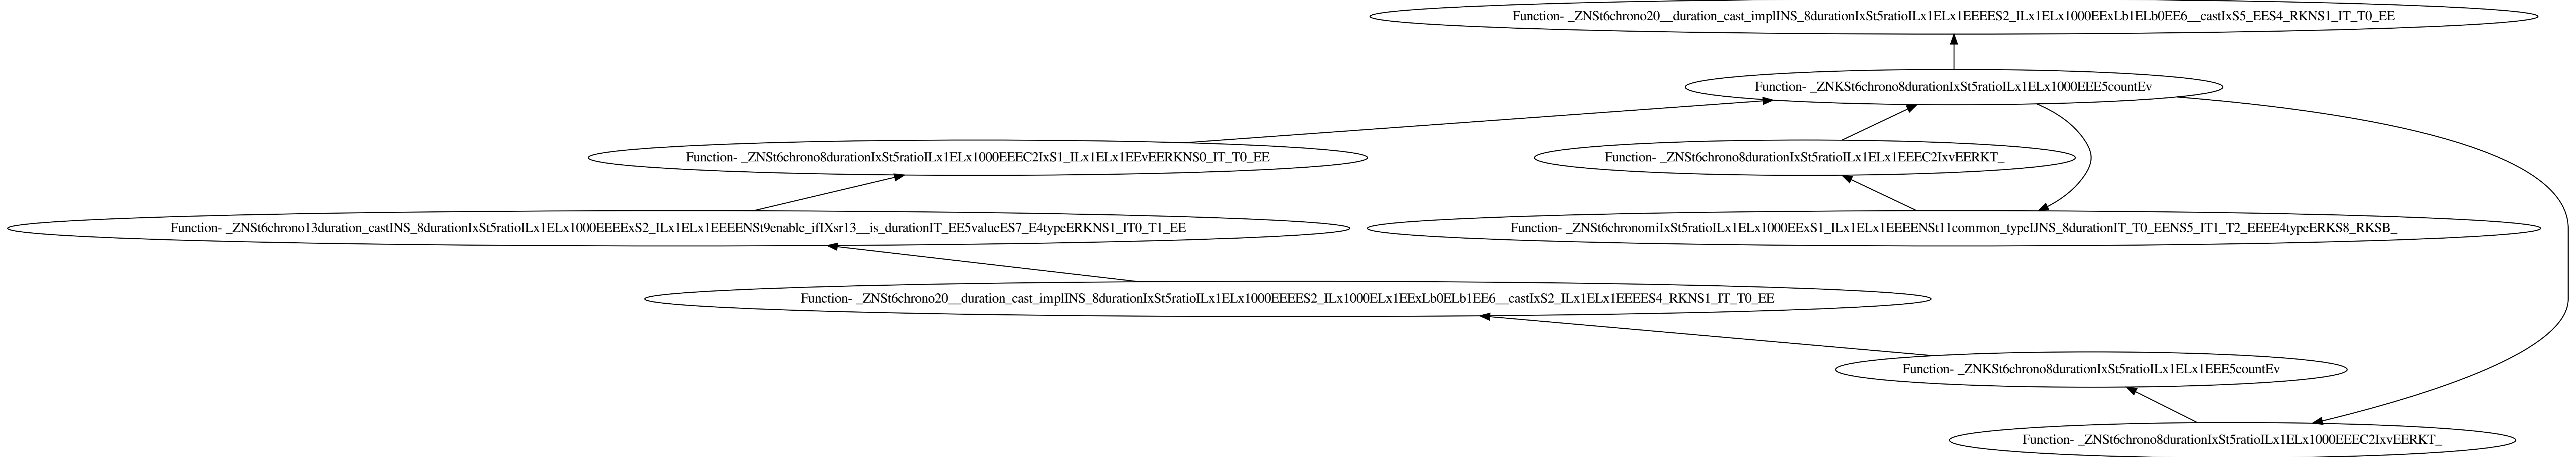 Function- _ZNSt6chrono20__duration_cast_implINS_8durationIxSt5ratioILx1ELx1EEEES2_ILx1ELx1000EExLb1ELb0EE6__castIxS5_EES4_RKNS1_IT_T0_EE
Function- _ZNKSt6chrono8durationIxSt5ratioILx1ELx1000EEE5countEv
Function- _ZNSt6chrono8durationIxSt5ratioILx1ELx1000EEEC2IxS1_ILx1ELx1EEvEERKNS0_IT_T0_EE
Function- _ZNSt6chrono8durationIxSt5ratioILx1ELx1EEEC2IxvEERKT_
Function- _ZNSt6chrono13duration_castINS_8durationIxSt5ratioILx1ELx1000EEEExS2_ILx1ELx1EEEENSt9enable_ifIXsr13__is_durationIT_EE5valueES7_E4typeERKNS1_IT0_T1_EE
Function- _ZNSt6chronomiIxSt5ratioILx1ELx1000EExS1_ILx1ELx1EEEENSt11common_typeIJNS_8durationIT_T0_EENS5_IT1_T2_EEEE4typeERKS8_RKSB_
Function- _ZNSt6chrono20__duration_cast_implINS_8durationIxSt5ratioILx1ELx1000EEEES2_ILx1000ELx1EExLb0ELb1EE6__castIxS2_ILx1ELx1EEEES4_RKNS1_IT_T0_EE
Function- _ZNKSt6chrono8durationIxSt5ratioILx1ELx1EEE5countEv
Function- _ZNSt6chrono8durationIxSt5ratioILx1ELx1000EEEC2IxvEERKT_